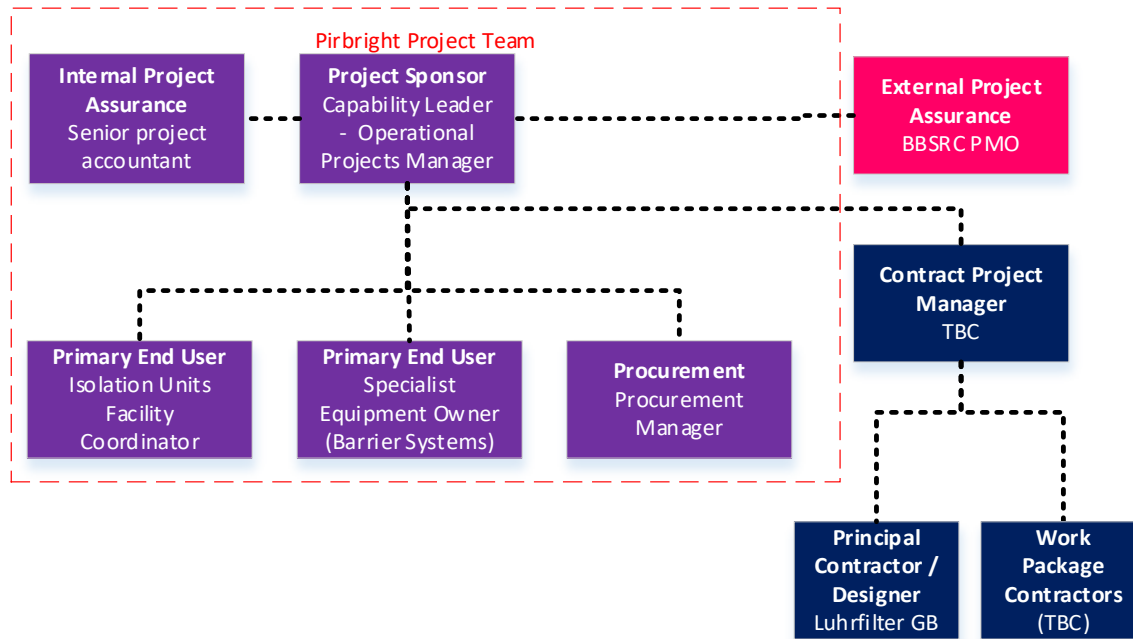 Pirbright Project Team
Internal Project
Assurance
Senior project
accountant
Project Sponsor
Capability Leader
- Operational
Projects Manager
External Project
Assurance
BBSRC PMO
Contract Project
Manager
TBC
Primary End User
Isolation Units
Facility
Coordinator
Primary End User
Specialist
Equipment Owner
(Barrier Systems)
Procurement
Procurement
Manager
Principal
Contractor /
Designer
Luhrfilter GB
Work
Package
Contractors
(TBC)